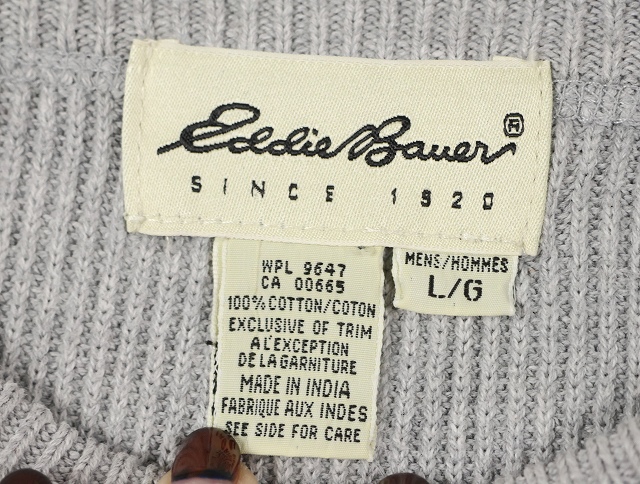 Eddie Bauer®
SINCE 1920
MENS/HOMMES
L/G
WPL 9647
CA 00665
100% COTTON/COTON
EXCLUSIVE OF TRIM
A L'EXCEPTION
DE LA GARNITURE
MADE IN INDIA
FABRIQUE AUX INDES
SEE SIDE FOR CARE